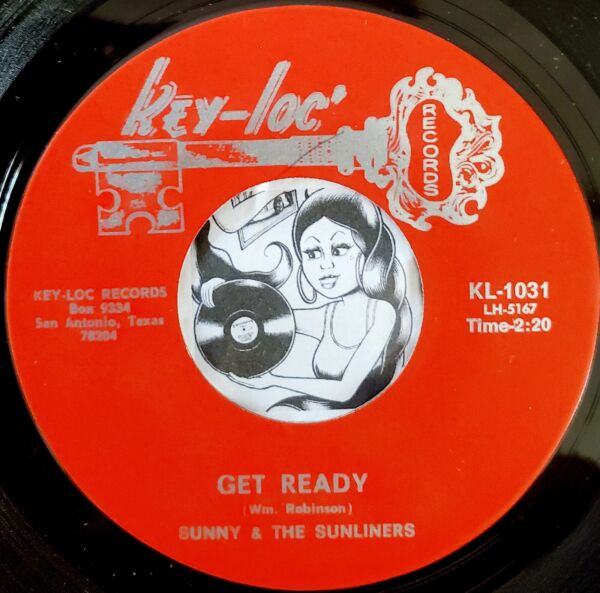 KEY-LOC'
RECORDS
KEY-LOC RECORDS
Box 9334
San Antonio, Texas
78204
KL-1031
LH-5167
Time-2:20
GET READY
(Wm. Robinson)
SUNNY & THE SUNLINERS